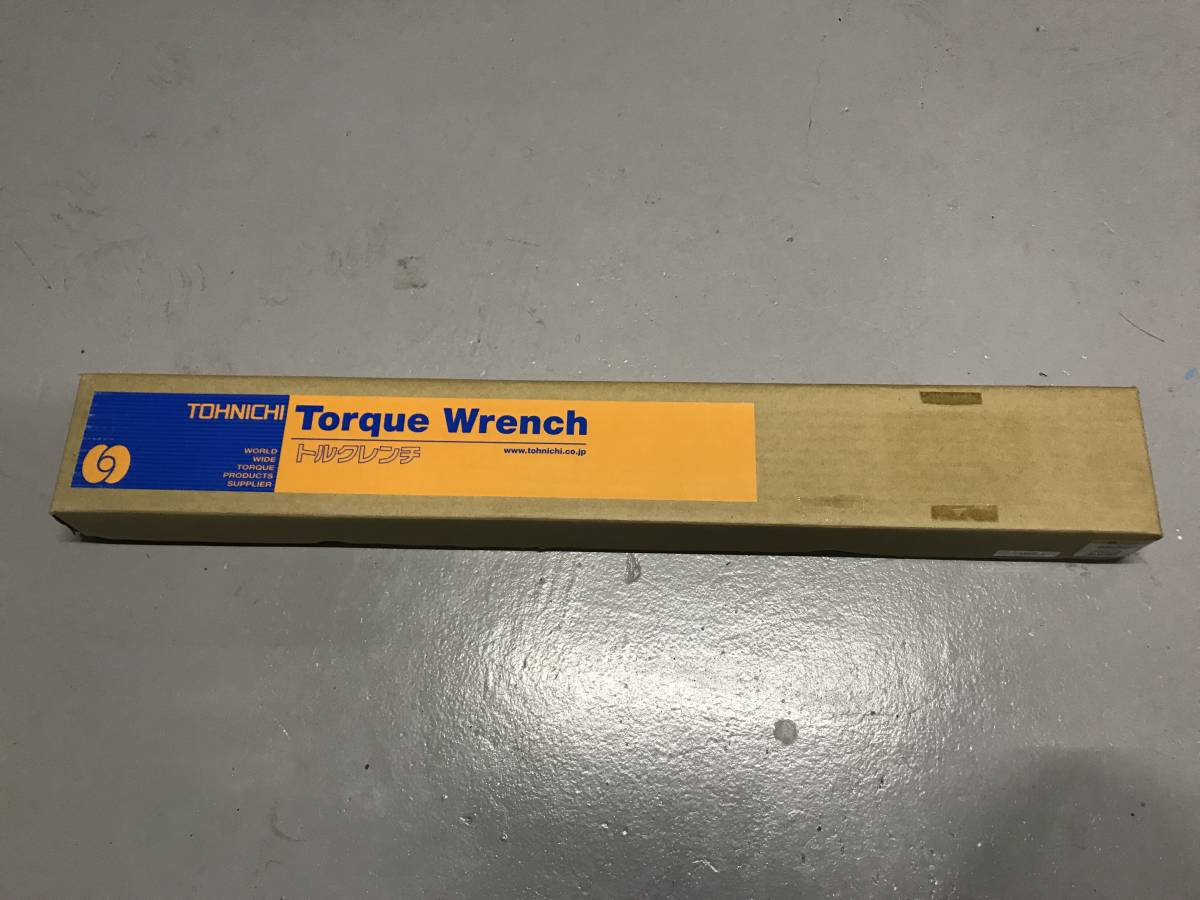 TOHNICHI
WORLD
WIDE
TORQUE
PRODUCTS
SUPPLIER
Torque Wrench
トルクレンチ
www.tohnichi.co.jp